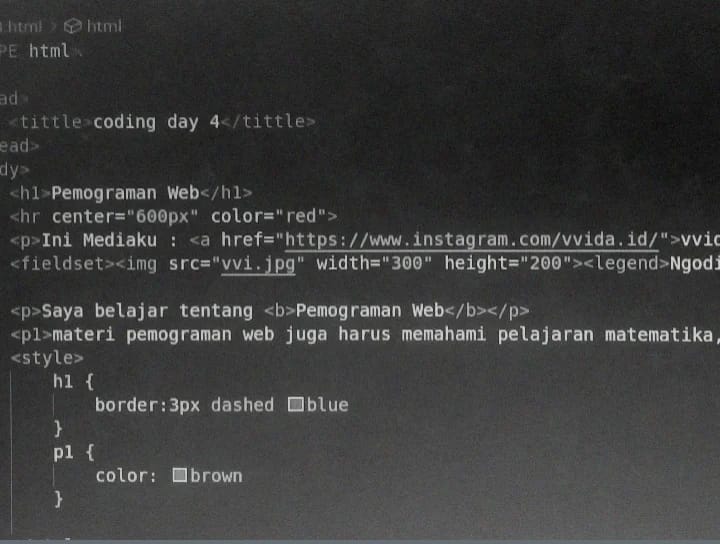 .html > html
PE html>
ad>
<tittle>coding day 4</tittle>
ead>
dy>
<h1>Pemograman Web</h1>
<hr center="600px" color="red">
<p>Ini Mediaku : <a href="https://www.instagram.com/vvida.id/">vvid
<fieldset><img src="vvi.jpg" width="300" height="200"><legend>Ngodi
<p>Saya belajar tentang <b>Pemograman Web</b></p>
<p1>materi pemograman web juga harus memahami pelajaran matematika,
<style>
h1 {
border:3px dashed blue
}
p1 {
color: brown
}